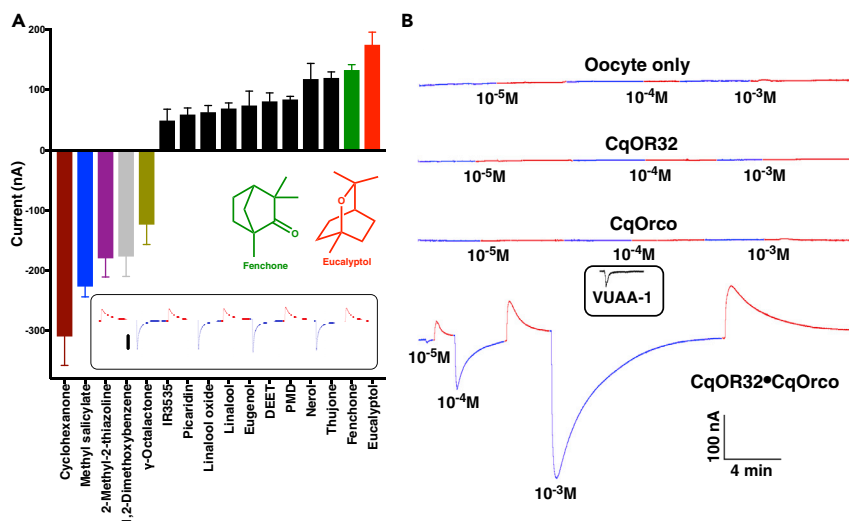 A
200
100
0
-100
-200
-300
Current (nA)
Fenchone
O
Eucalyptol
O
Cyclohexanone
Methyl salicylate
2-Methyl-2-thiazoline
1,2-Dimethoxybenzene
γ-Octalactone
IR3535
Picaridin
Linalool oxide
Linalool
Eugenol
DEET
PMD
Nerol
Thujone
Fenchone
Eucalyptol
B
Oocyte only
10-5M 10-4M 10-3M
CqOR32
10-5M 10-4M 10-3M
CqOrco
10-5M 10-4M 10-3M
VUAA-1
10-5M
10-4M
10-3M
CqOR32•CqOrco
100 nA
4 min